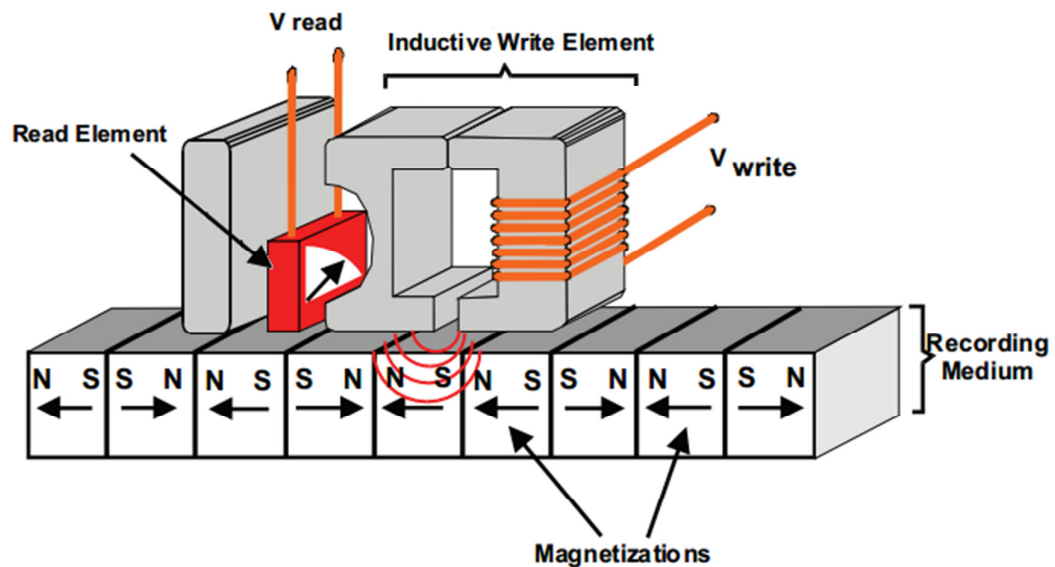 V read
Inductive Write Element
Read Element
V write
Recording
Medium
N S S N N S S N N S N S S N N S S N
Magnetizations